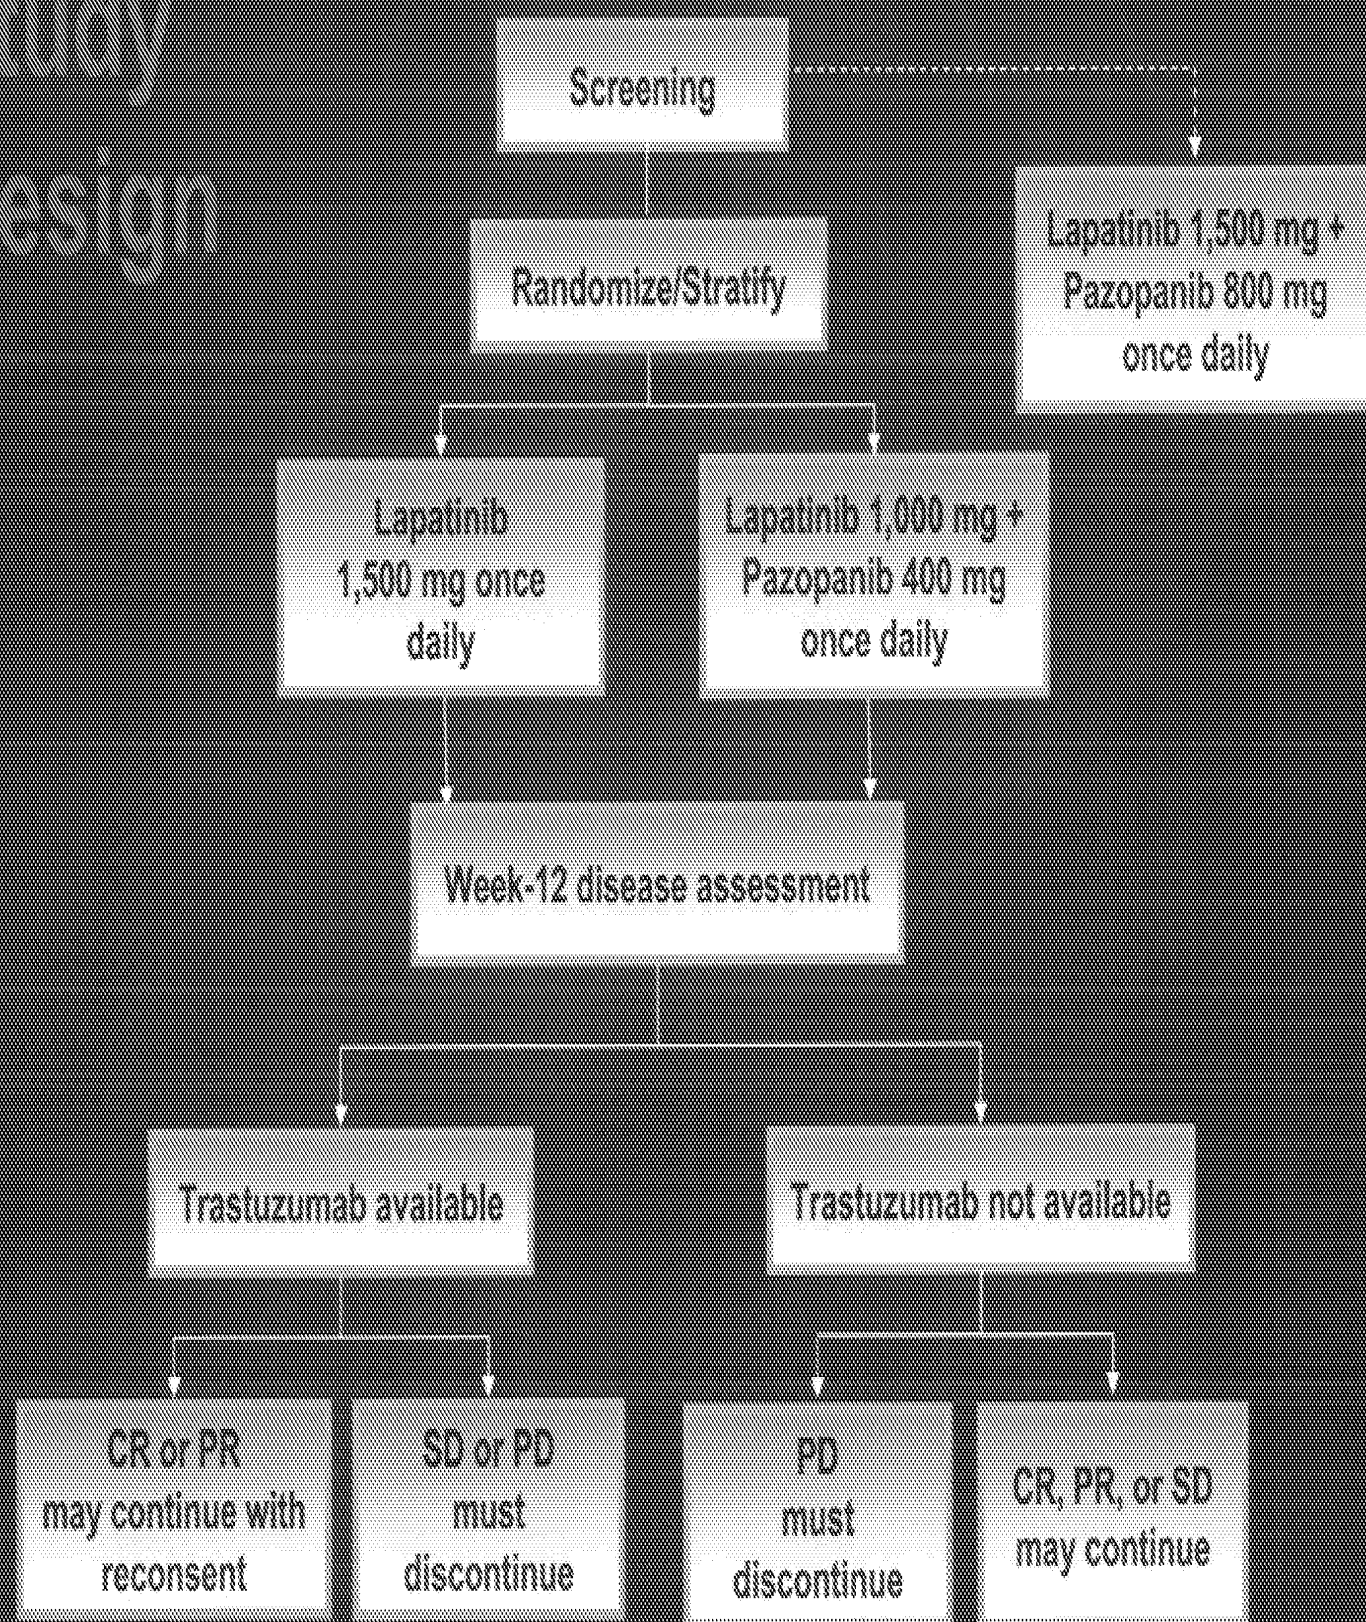 udy
esign
Screening
Lapatinib 1,500 mg +
Pazopanib 800 mg
once daily
Randomize/Stratify
Lapatinib
1,500 mg once
daily
Lapatinib 1,000 mg +
Pazopanib 400 mg
once daily
Week-12 disease assessment
Trastuzumab available
Trastuzumab not available
CR or PR
may continue with
reconsent
SD or PD
must
discontinue
PD
must
discontinue
CR, PR, or SD
may continue